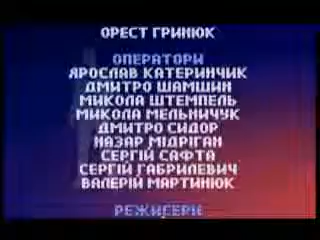 ОРЕСТ ГРИНЮК
ОПЕРАТОРИ
ЯРОСЛАВ КАТЕРИНЧИК
ДМИТРО ШАМШИН
МИКОЛА ШТЕМПЕЛЬ
МИКОЛА МЕЛЬНИЧУК
ДМИТРО СИДОР
НАЗАР МІДРІГАН
СЕРГІЙ САФТА
СЕРГІЙ ГАБРИЛЕВИЧ
ВАЛЕРІЙ МАРТИНЮК
РЕЖИСЕРИ